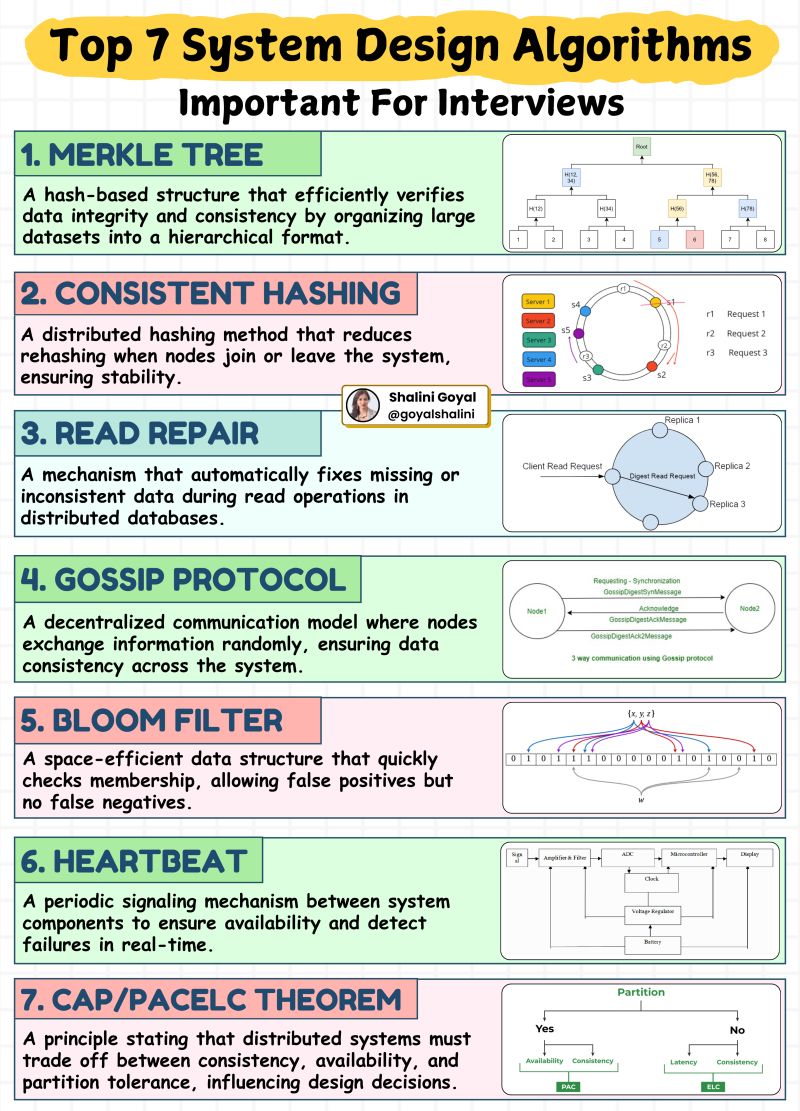 Top 7 System Design Algorithms
Important For Interviews
1. MERKLE TREE
A hash-based structure that efficiently verifies
data integrity and consistency by organizing large
datasets into a hierarchical format.
Root
H(12,
34)
H(56,
78)
H(12)
H(34)
H(56)
H(78)
1 2 3 4 5 6 7 8
2. CONSISTENT HASHING
A distributed hashing method that reduces
rehashing when nodes join or leave the system,
ensuring stability.
Server 1
Server 2
Server 3
Server 4
Server 5
r1
s1
s4
s5
r2
r3
s3
s2
r1 Request 1
r2 Request 2
r3 Request 3
Shalini Goyal
@goyalshalini
3. READ REPAIR
A mechanism that automatically fixes missing or
inconsistent data during read operations in
distributed databases.
Replica 1
Client Read Request
Replica 2
Digest Read Request
Replica 3
4. GOSSIP PROTOCOL
A decentralized communication model where nodes
exchange information randomly, ensuring data
consistency across the system.
Requesting - Synchronization
GossipDigestSynMessage
Node1
Node2
Acknowledge
GossipDigestAckMessage
GossipDigestAck2Message
3 way communication using Gossip protocol
5. BLOOM FILTER
A space-efficient data structure that quickly
checks membership, allowing false positives but
no false negatives.
{x, y, z}
0 1 0 1 1 1 0 0 0 0 0 1 0 1 0 0 1 0
w
6. HEARTBEAT
A periodic signaling mechanism between system
components to ensure availability and detect
failures in real-time.
Sign
al
Amplifier & Filter
ADC
Microcontroller
Display
Clock
Voltage Regulator
Battery
7. CAP/PACELC THEOREM
A principle stating that distributed systems must
trade off between consistency, availability, and
partition tolerance, influencing design decisions.
Partition
Yes
No
Availability Consistency
Latency Consistency
PAC
ELC